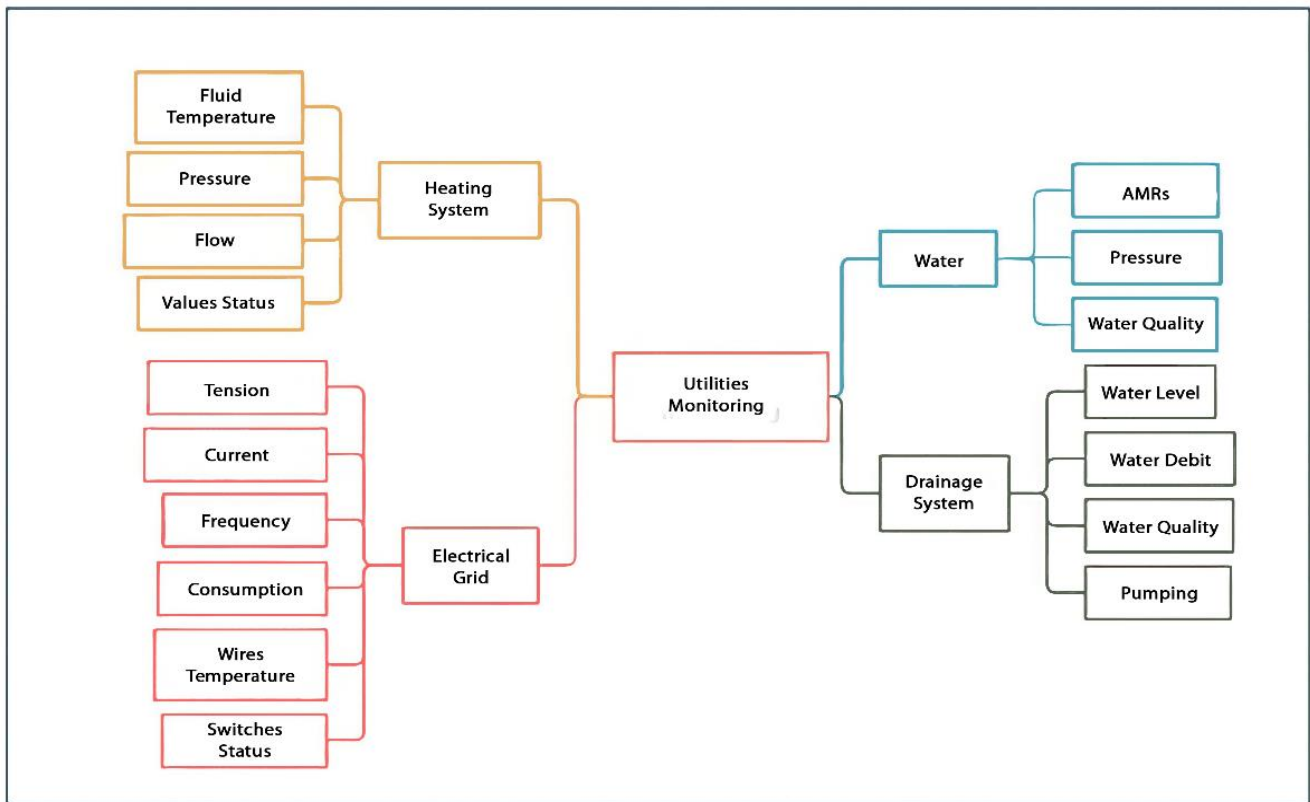 Fluid
Temperature
Pressure
Flow
Values Status
Heating
System
Tension
Current
Frequency
Consumption
Wires
Temperature
Switches
Status
Electrical
Grid
Utilities
Monitoring
Water
AMRs
Pressure
Water Quality
Drainage
System
Water Level
Water Debit
Water Quality
Pumping